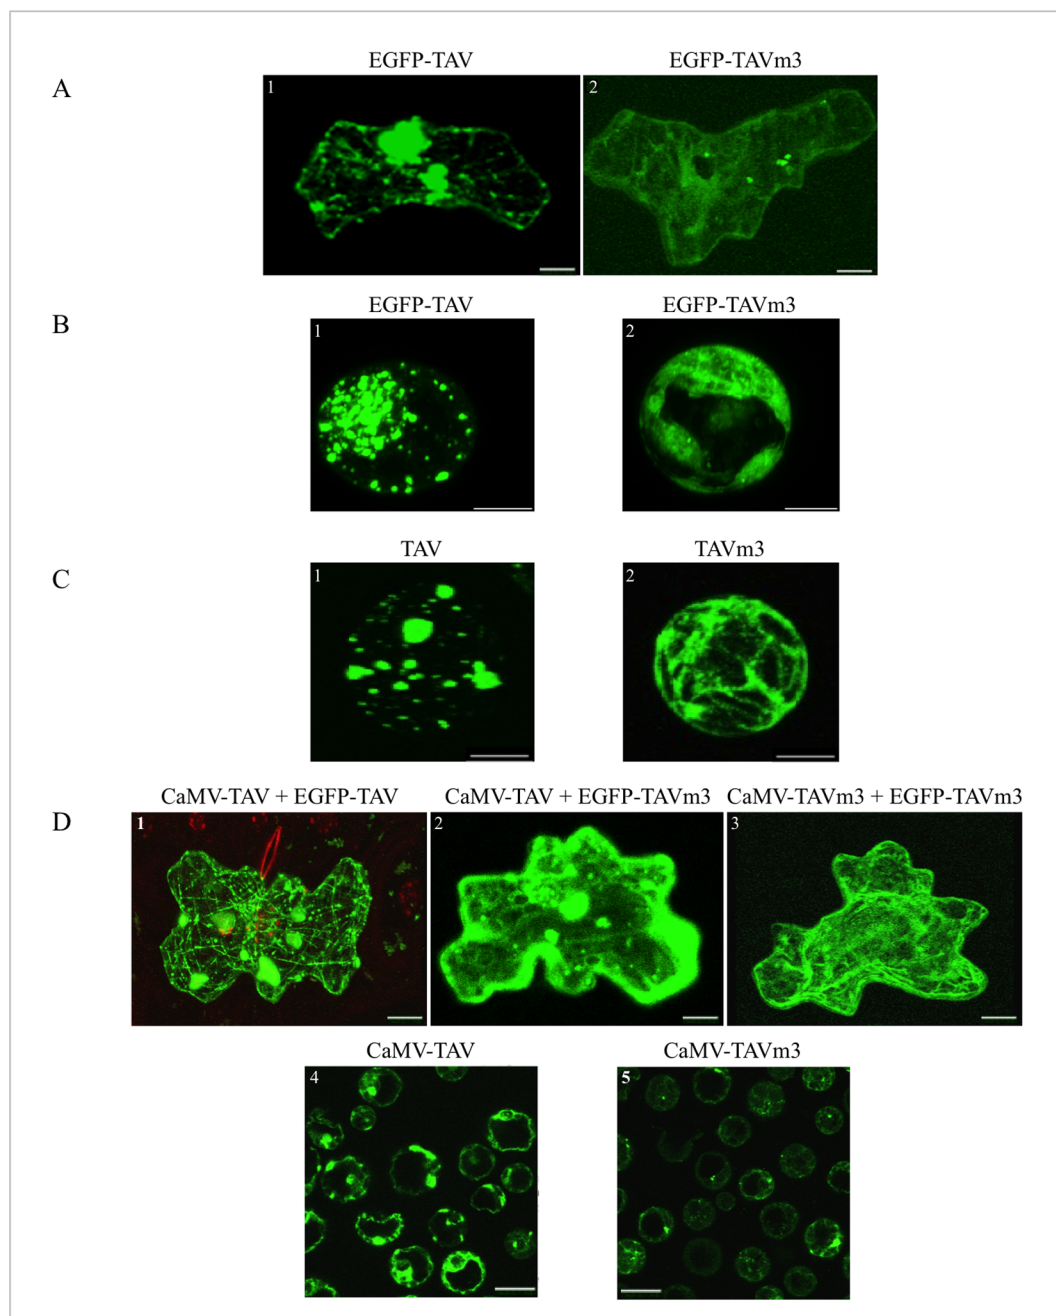 A
EGFP-TAV EGFP-TAVm3
1 2
B
EGFP-TAV EGFP-TAVm3
1 2
C
TAV TAVm3
1 2
D
CaMV-TAV + EGFP-TAV CaMV-TAV + EGFP-TAVm3 CaMV-TAVm3 + EGFP-TAVm3
1 2 3
CaMV-TAV CaMV-TAVm3
4 5